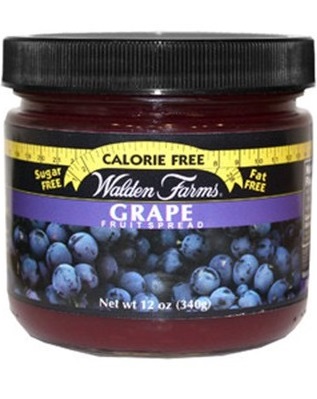 CALORIE FREE
Sugar FREE
Fat FREE
Walden Farms®
GRAPE
FRUIT SPREAD
Net wt 12 oz (340g)